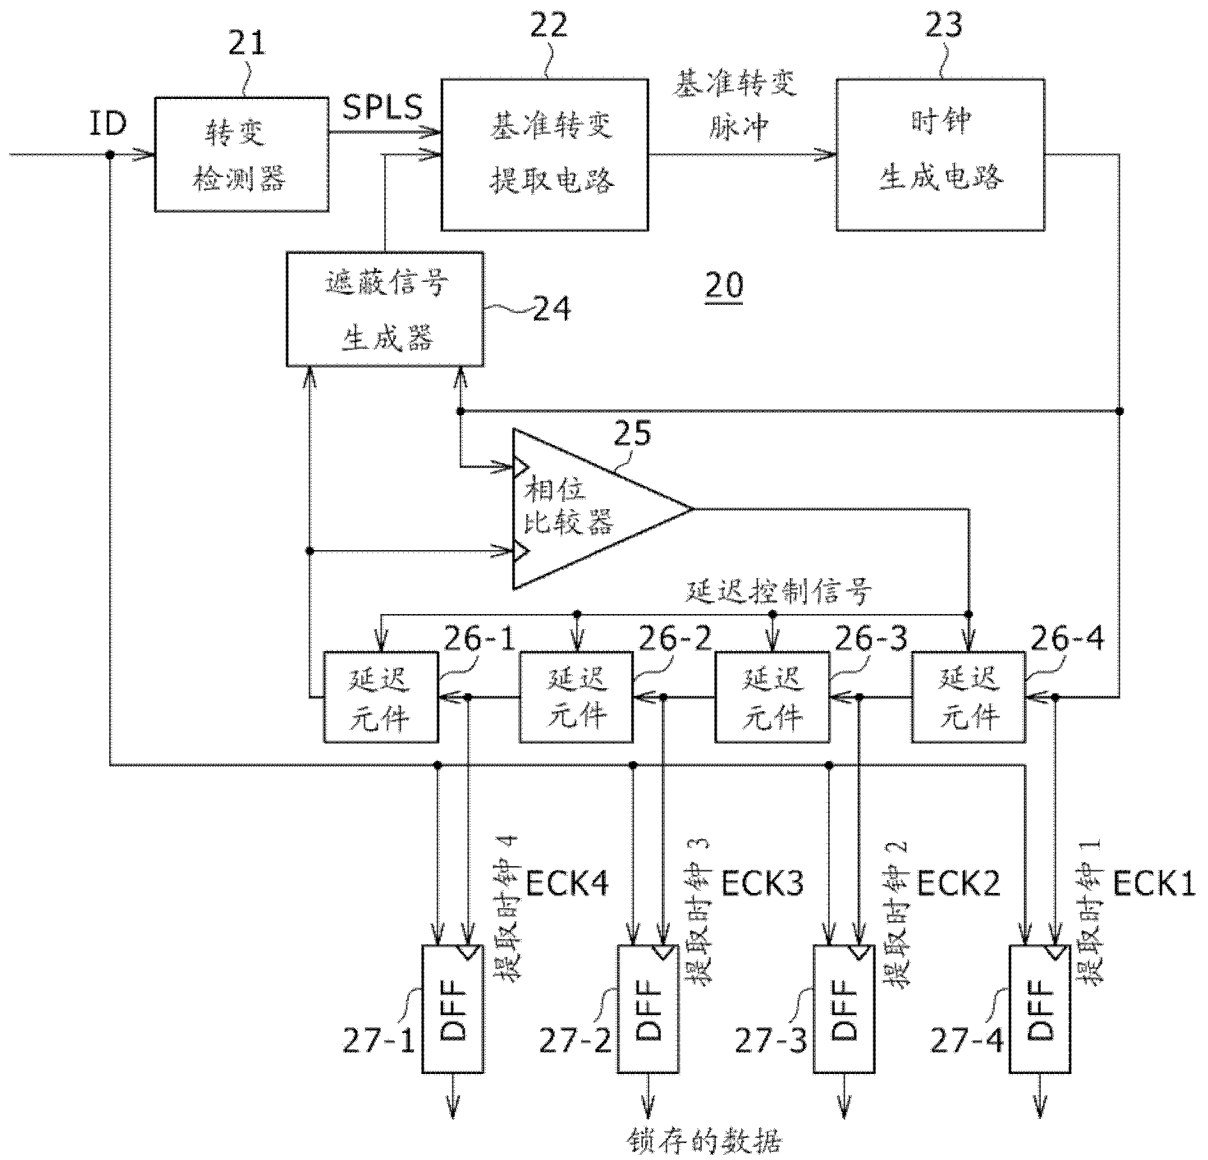 21
22
23
ID
转变
检测器
SPLS
基准转变
提取电路
基准转变
脉冲
时钟
生成电路
遮蔽信号
生成器
24
20
25
相位
比较器
延迟控制信号
26-1
26-2
26-3
26-4
延迟
元件
延迟
元件
延迟
元件
延迟
元件
提取时钟 4
ECK4
提取时钟 3
ECK3
提取时钟 2
ECK2
提取时钟 1
ECK1
DFF
DFF
DFF
DFF
27-1
27-2
27-3
27-4
锁存的数据